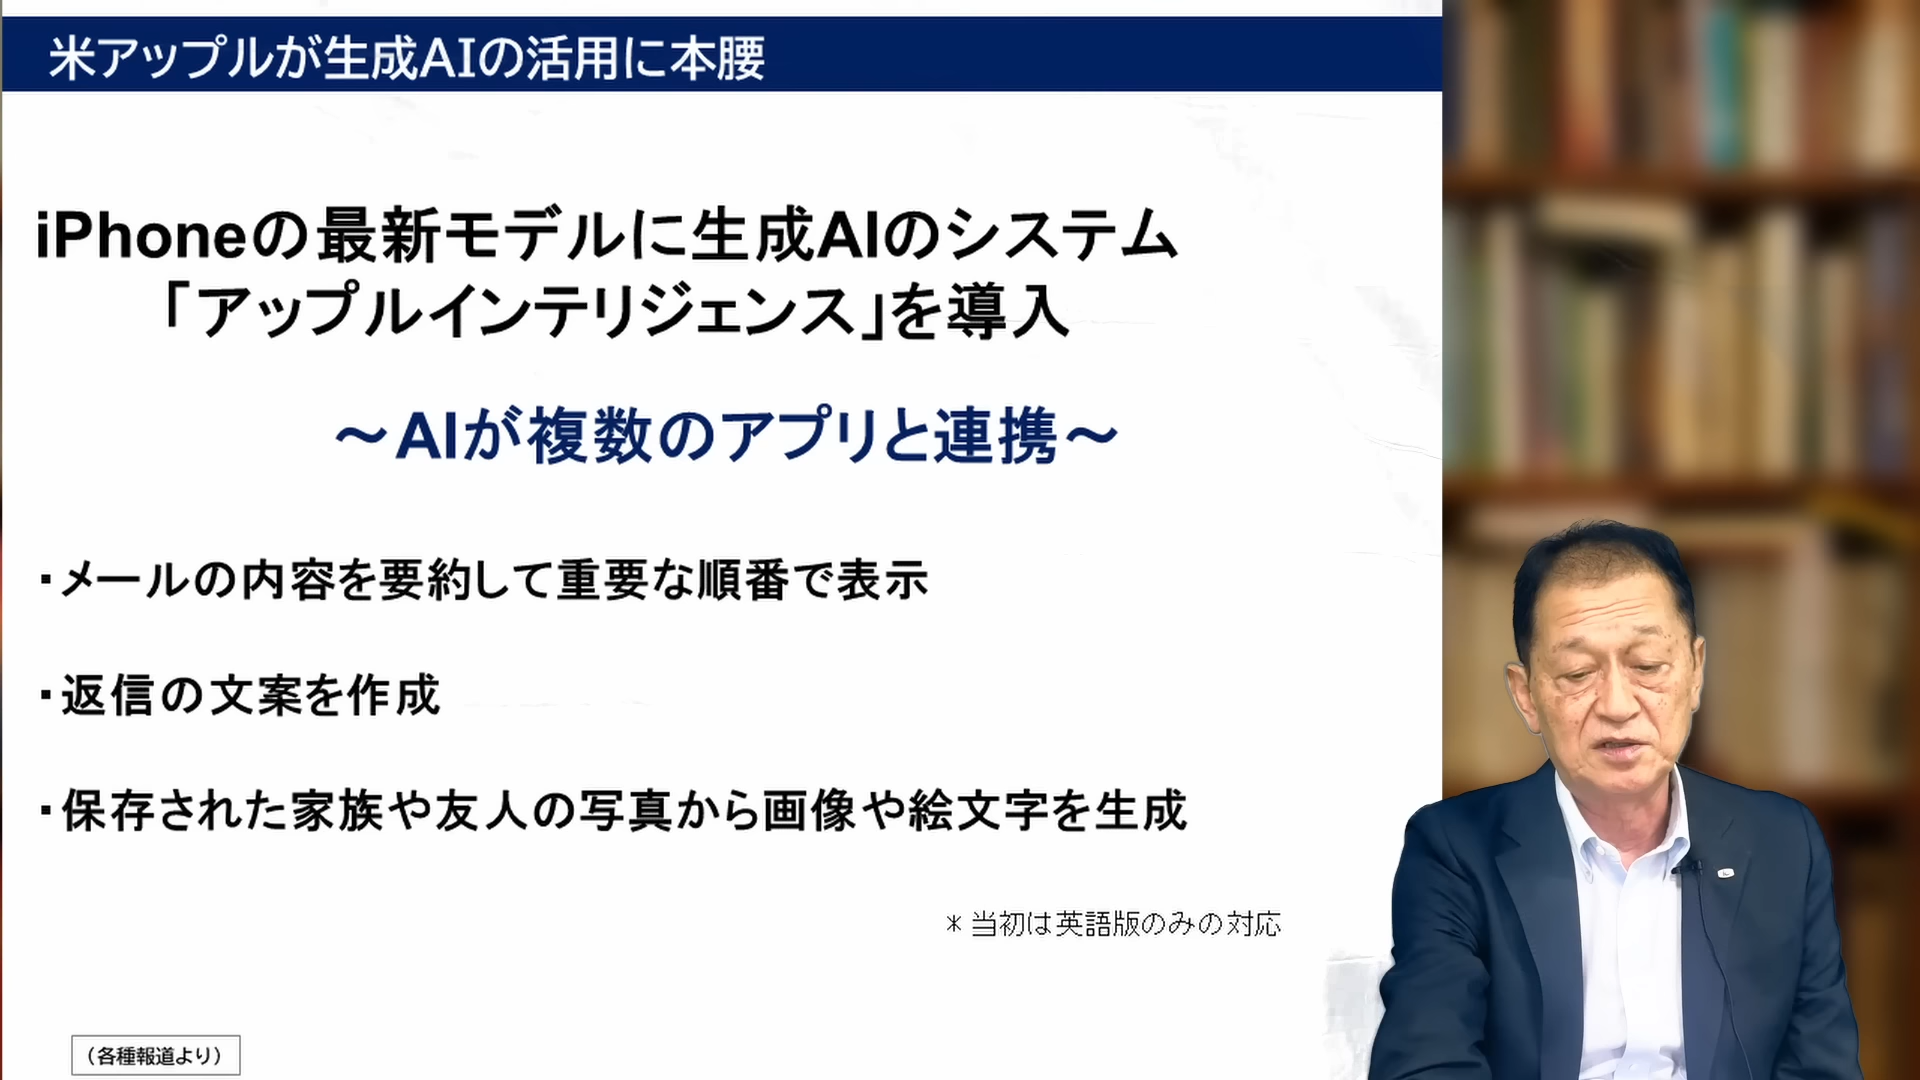 米アップルが生成AIの活用に本腰
iPhoneの最新モデルに生成AIのシステム
「アップルインテリジェンス」を導入
～AIが複数のアプリと連携～
・メールの内容を要約して重要な順番で表示
・返信の文案を作成
・保存された家族や友人の写真から画像や絵文字を生成
＊当初は英語版のみの対応
（各種報道より）